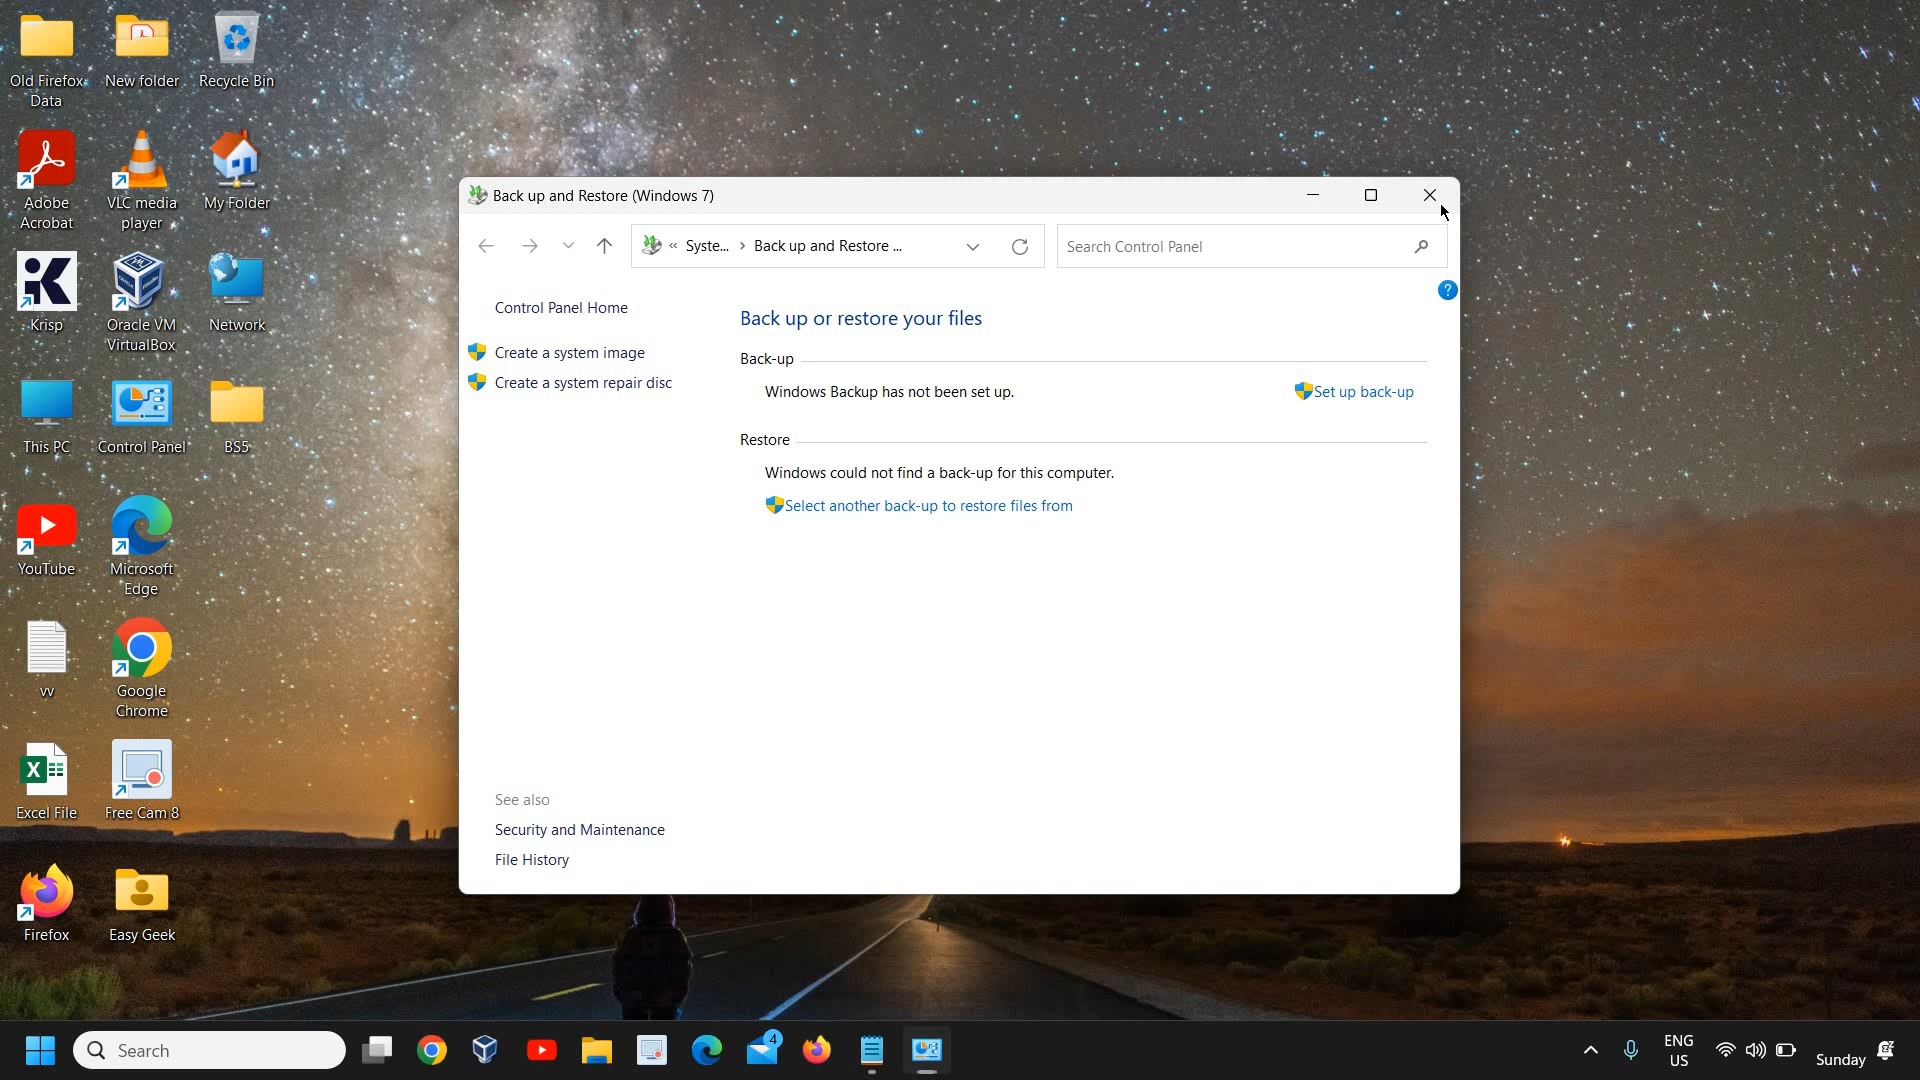 Old Firefox
Data
New folder
Recycle Bin
Adobe
Acrobat
VLC media
player
My Folder
Krisp
Oracle VM
VirtualBox
Network
This PC
Control Panel
BS5
YouTube
Microsoft
Edge
vv
Google
Chrome
Excel File
Free Cam 8
Firefox
Easy Geek
Back up and Restore (Windows 7)
« Syste... › Back up and Restore ...
Search Control Panel
?
Control Panel Home
Create a system image
Create a system repair disc
Back up or restore your files
Back-up
Windows Backup has not been set up.
Set up back-up
Restore
Windows could not find a back-up for this computer.
Select another back-up to restore files from
See also
Security and Maintenance
File History
Search
4
ENG
US
Sunday